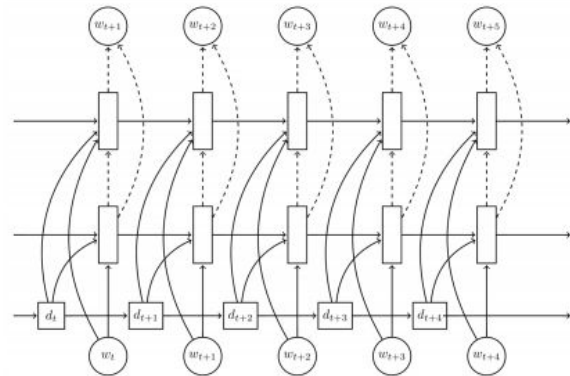 w_{t+1} w_{t+2} w_{t+3} w_{t+4} w_{t+5}
d_t d_{t+1} d_{t+2} d_{t+3} d_{t+4}
w_t w_{t+1} w_{t+2} w_{t+3} w_{t+4}